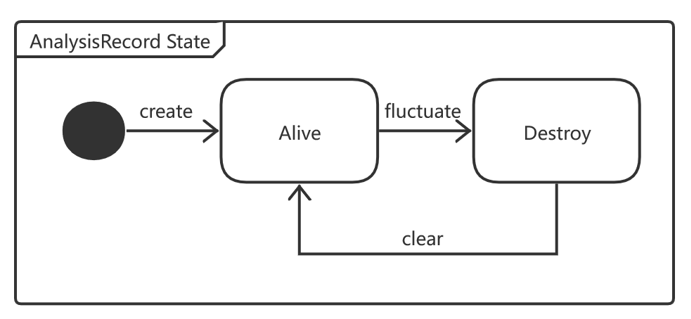 AnalysisRecord State
create
Alive
fluctuate
Destroy
clear